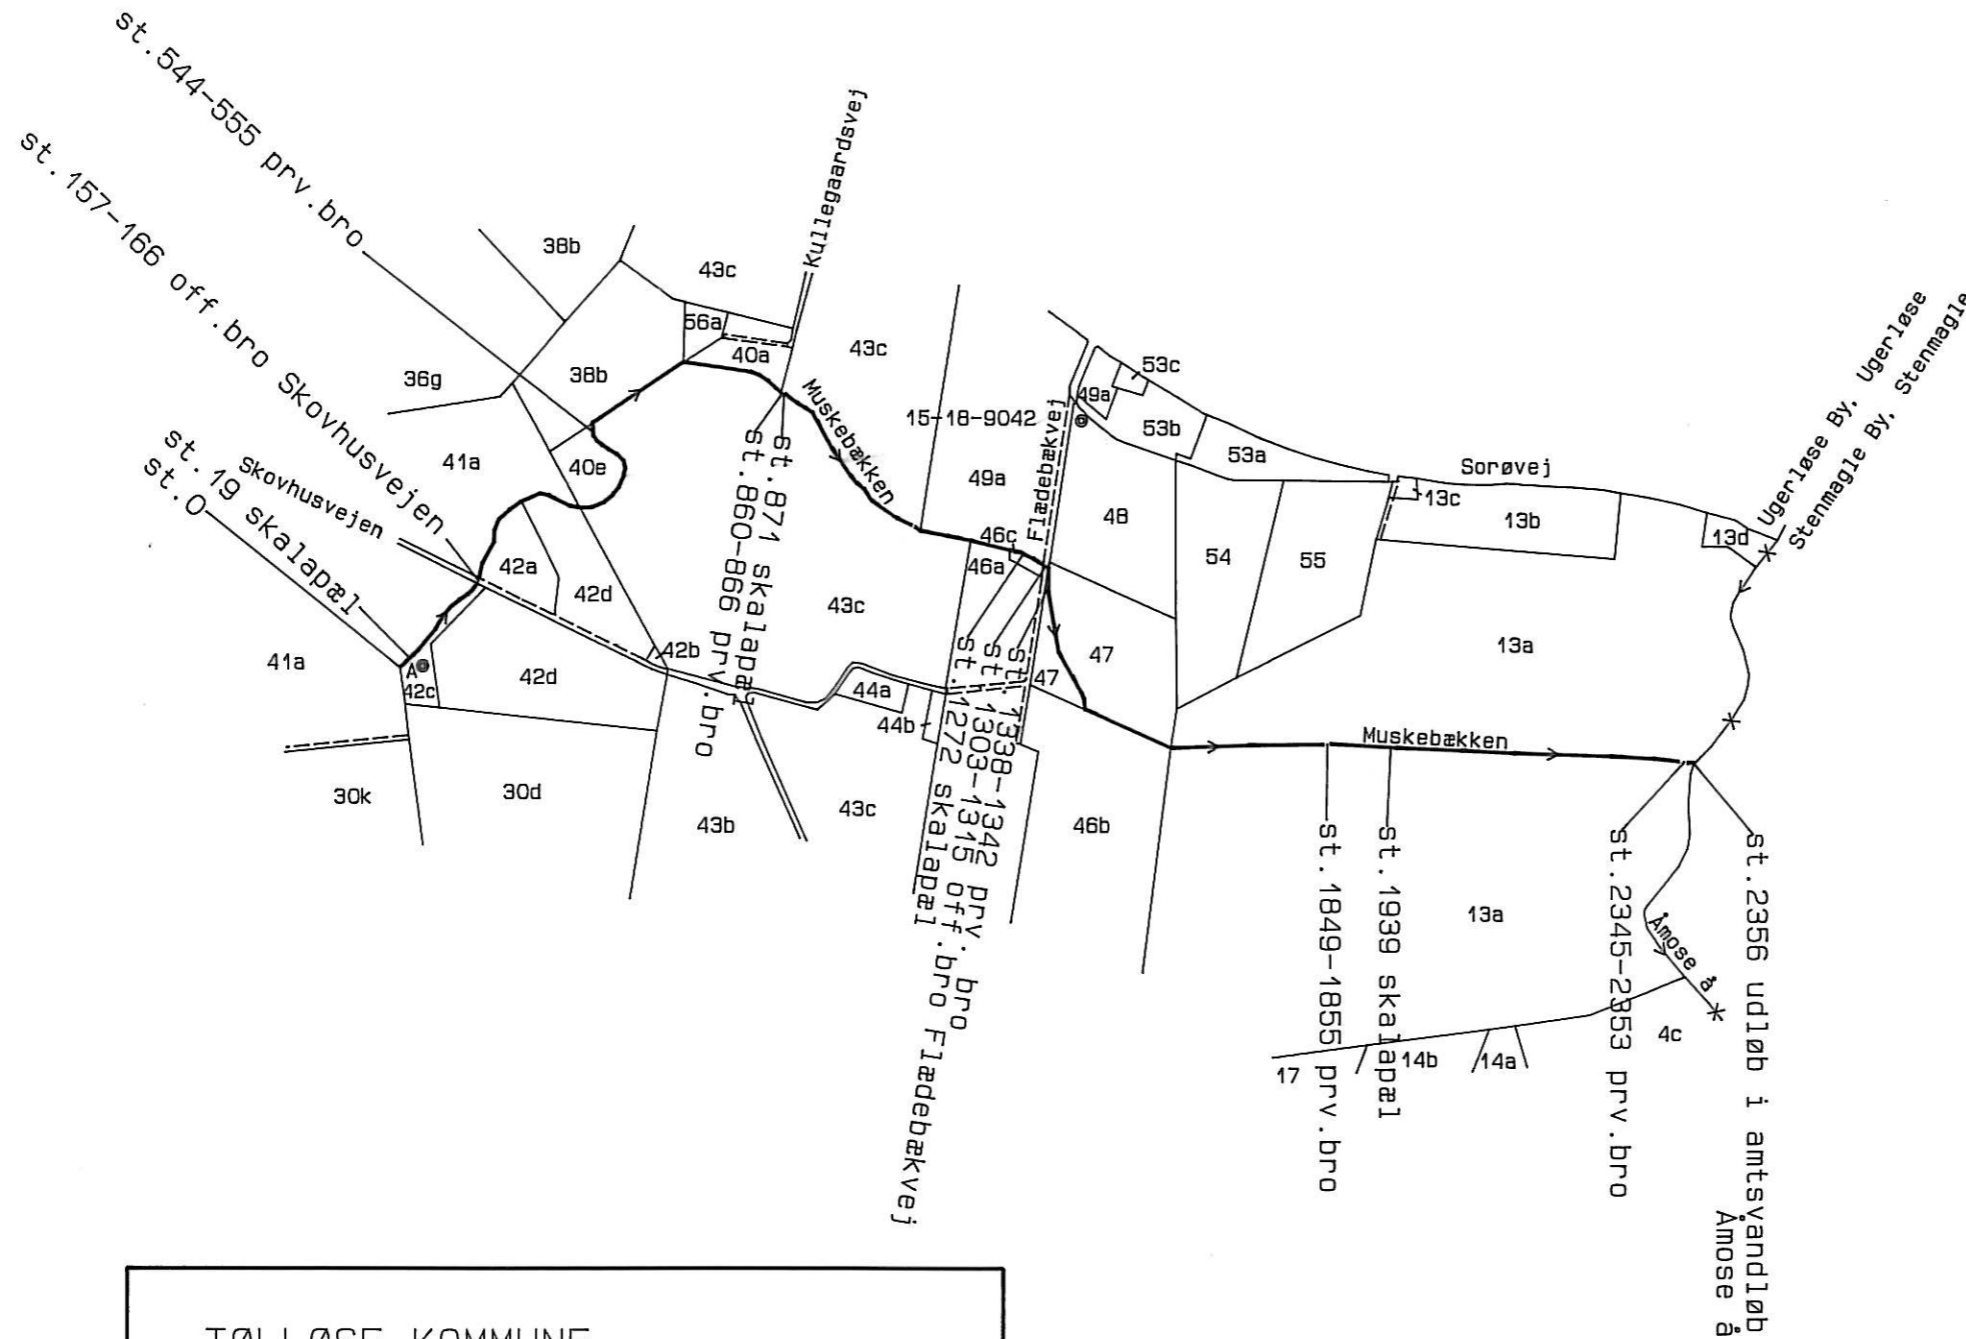 st.544-555 prv.bro
st.157-166 off.bro Skovhusvejen
st. 19 skalapæl
st.0
Skovhusvejen
Kullegaardsvej
38b
43c
56a
40a
43c
36g
38b
41a
40e
Muskebækken
15-18-9042
Flædebækvej
49a
53c
49a
53b
53a
Sorøvej
13c
13b
13d
Ugerløse By, Ugerløse
Stenmagle By, Stenmagle
48
54
55
46c
46a
42a
42d
42b
43c
41a
A
42c
42d
44a
44b
47
47
13a
st.871 skalapæl
st.860-866 prv.bro
st.1338-1342 prv. bro
st.1303-1315 off.bro Flædebækvej
st.1272 skalapæl
Muskebækken
30k
30d
43b
43c
46b
st.1849-1855 prv.bro
st.1939 skalapæl
st.2345-2353 prv.bro
st.2356 udløb i amtsvandløb
Åmose å
13a
Åmose å
4c
17
14b
14a
TØLLØSE KOMMUNE